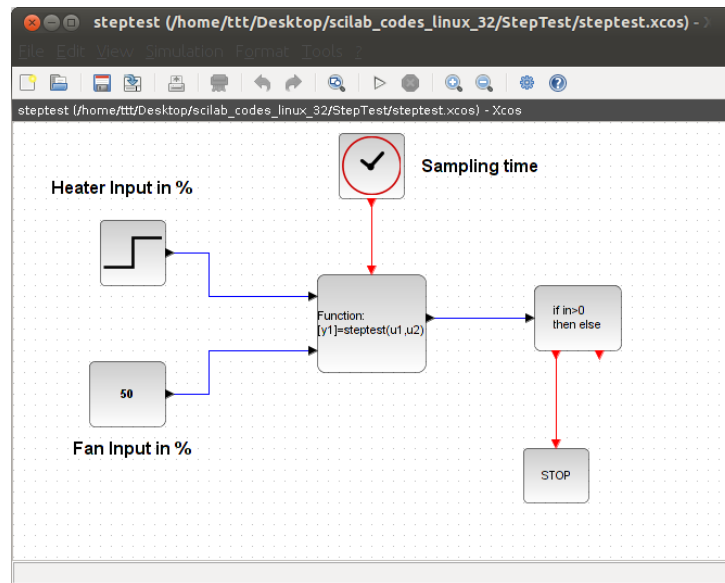 steptest (/home/ttt/Desktop/scilab_codes_linux_32/StepTest/steptest.xcos) -
File Edit View Simulation Format Tools ?
steptest (/home/ttt/Desktop/scilab_codes_linux_32/StepTest/steptest.xcos) - Xcos
Sampling time
Heater Input in %
Function:
[y1]=steptest(u1,u2)
if in>0
then else
50
Fan Input in %
STOP